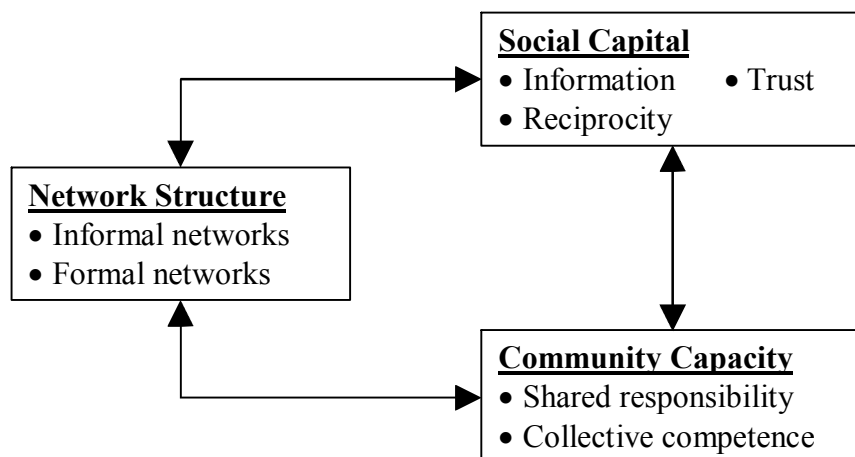 Social Capital
• Information • Trust
• Reciprocity
Network Structure
• Informal networks
• Formal networks
Community Capacity
• Shared responsibility
• Collective competence